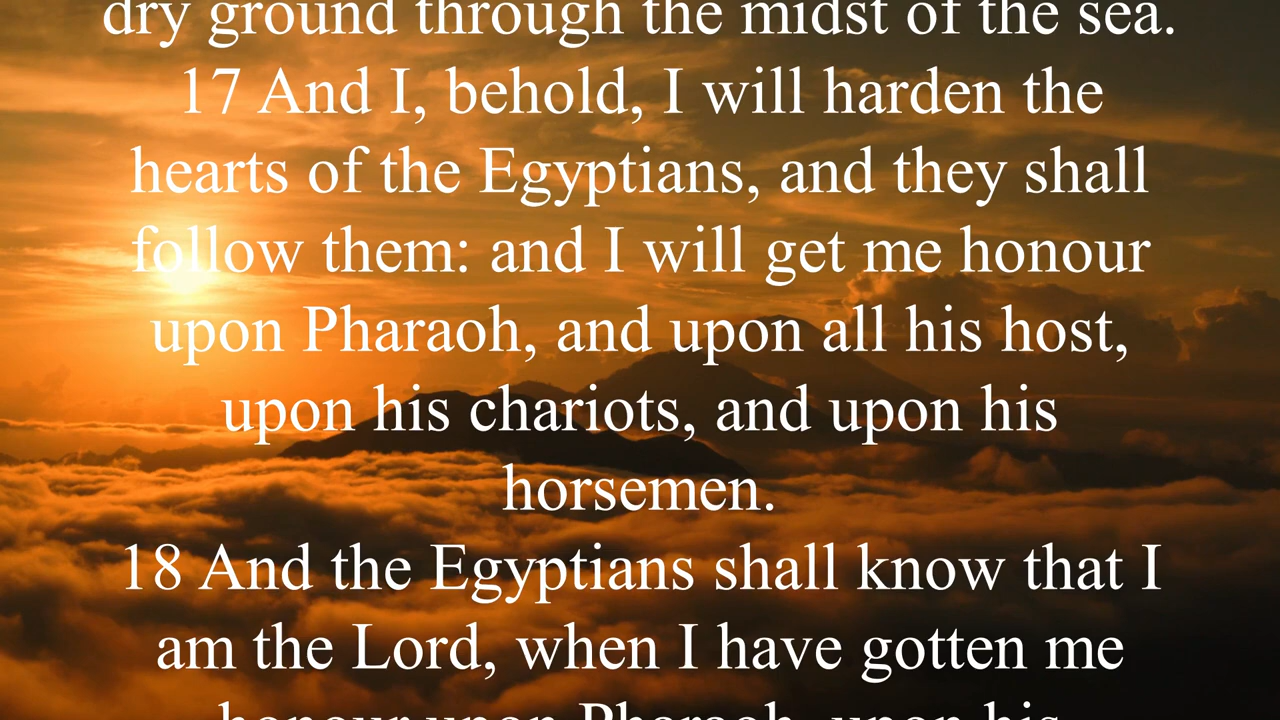 dry ground through the midst of the sea.
17 And I, behold, I will harden the
hearts of the Egyptians, and they shall
follow them: and I will get me honour
upon Pharaoh, and upon all his host,
upon his chariots, and upon his
horsemen.
18 And the Egyptians shall know that I
am the Lord, when I have gotten me
honour upon Pharaoh, upon his